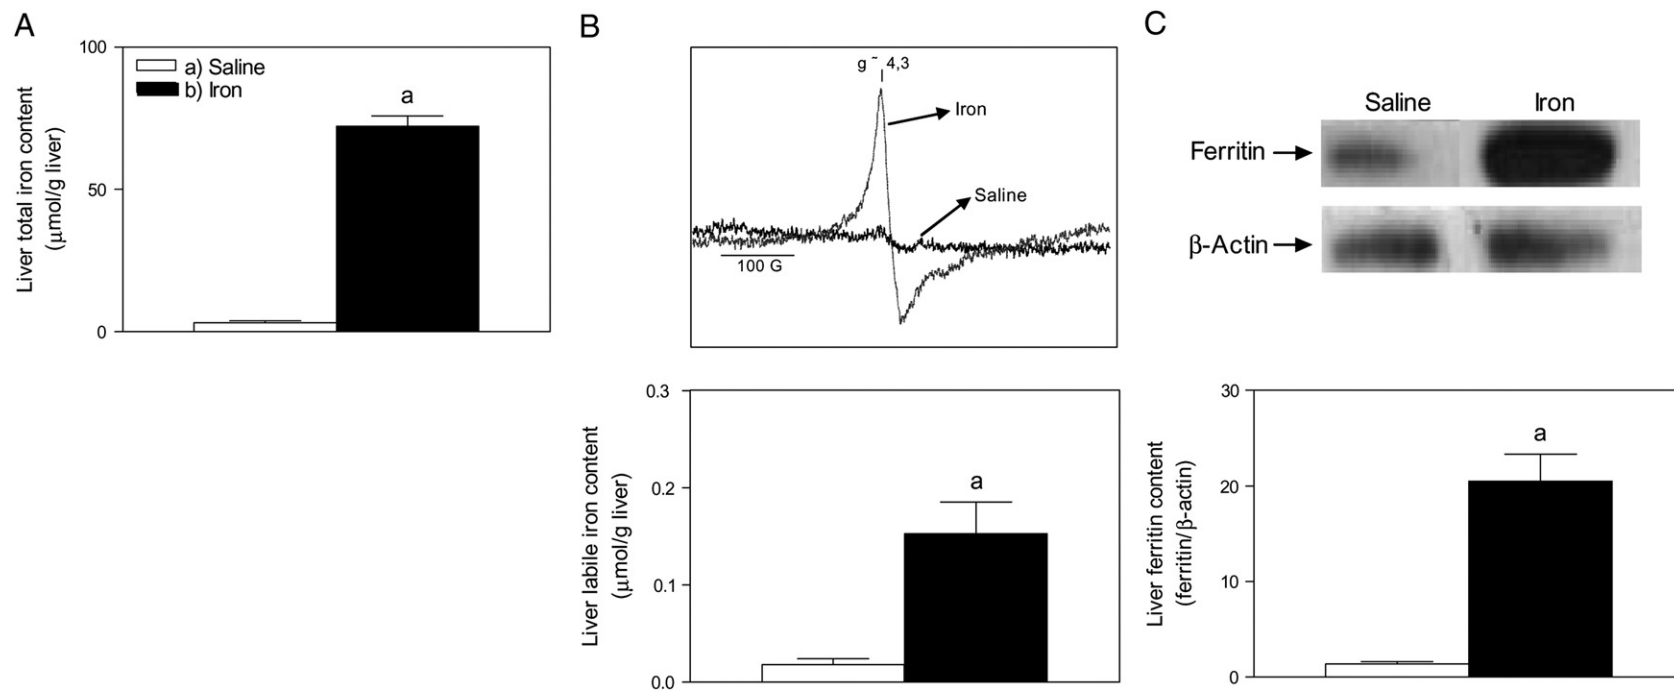 A
Liver total iron content
(μmol/g liver)
100
50
0
a) Saline
b) Iron
a
B
g ~ 4,3
Iron
Saline
100 G
Liver labile iron content
(μmol/g liver)
0.3
0.2
0.1
0.0
a
C
Saline Iron
Ferritin
β-Actin
Liver ferritin content
(ferritin/β-actin)
30
20
10
0
a